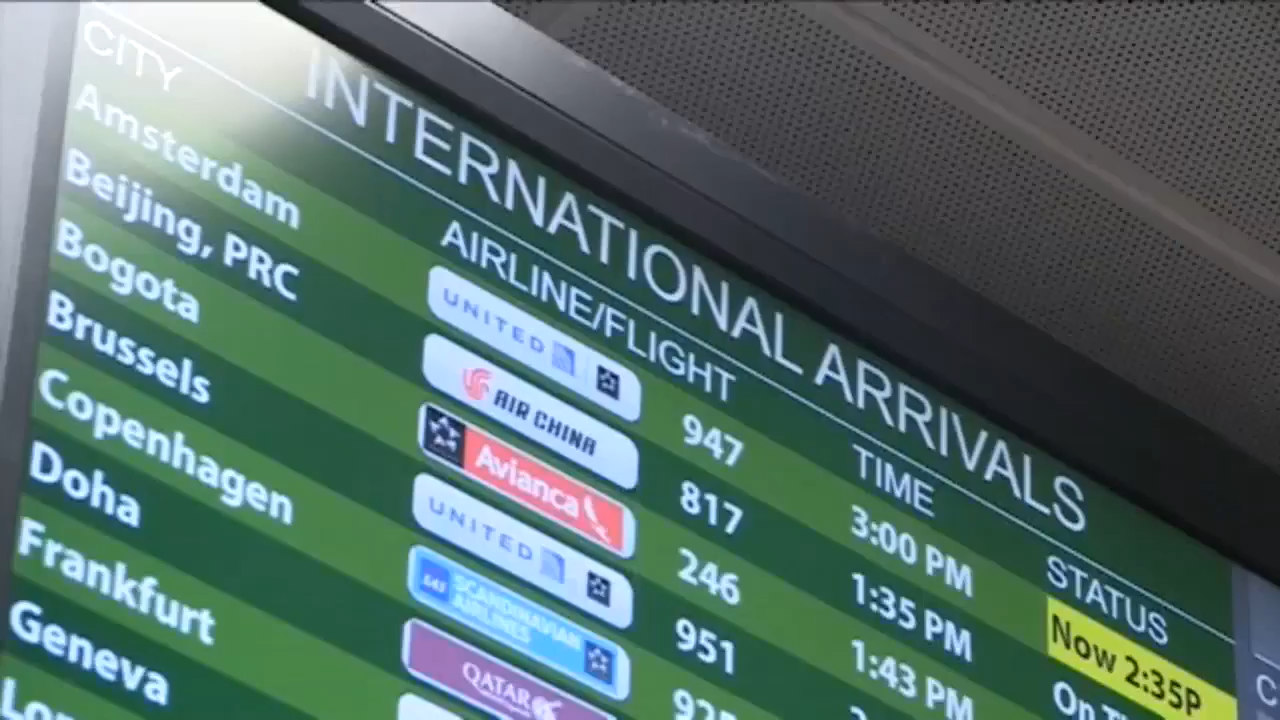 INTERNATIONAL ARRIVALS
CITY AIRLINE/FLIGHT TIME STATUS
Amsterdam UNITED 947 3:00 PM Now 2:35P
Beijing, PRC AIR CHINA 817 1:35 PM On
Bogota Avianca 246 1:43 PM
Brussels UNITED 951
Copenhagen SAS SCANDINAVIAN AIRLINES
Doha QATAR
Frankfurt
Geneva